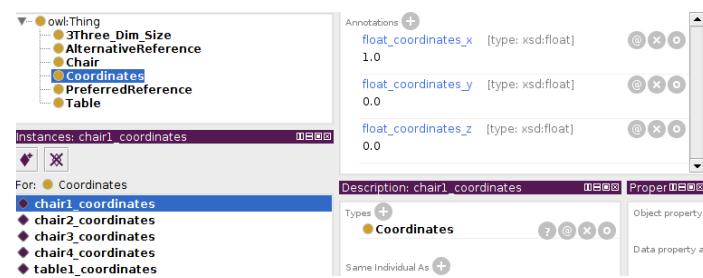 owl:Thing
3Three_Dim_Size
AlternativeReference
Chair
Coordinates
PreferredReference
Table
Instances: chair1_coordinates
For: Coordinates
chair1_coordinates
chair2_coordinates
chair3_coordinates
chair4_coordinates
table1_coordinates
Annotations
float_coordinates_x [type: xsd:float]
1.0
float_coordinates_y [type: xsd:float]
0.0
float_coordinates_z [type: xsd:float]
0.0
Description: chair1_coordinates
Types
Coordinates
Same Individual As
Proper
Object property
Data property a